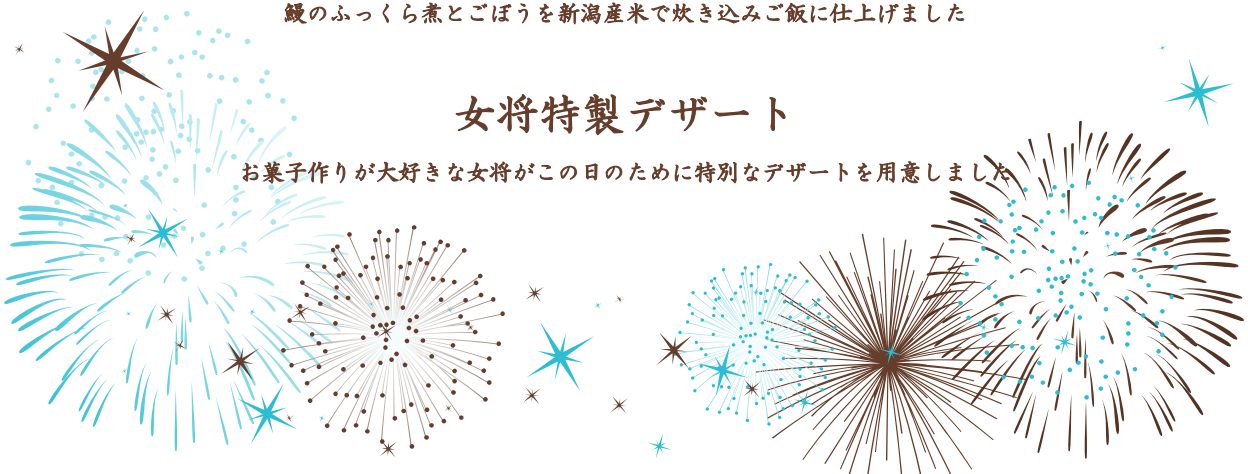 鰻のふっくら煮とごぼうを新潟産米で炊き込みご飯に仕上げました
女将特製デザート
お菓子作りが大好きな女将がこの日のために特別なデザートを用意しました